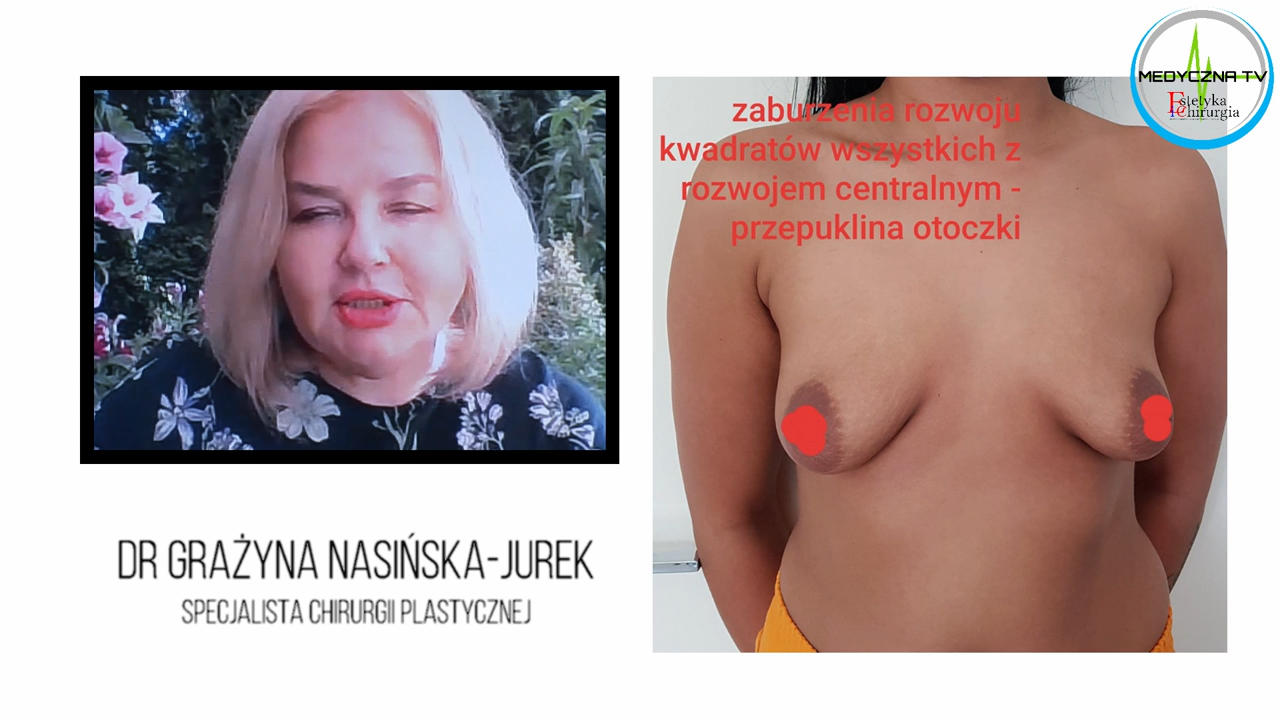 MEDYCZNA TV
Estetyka
i Chirurgia
zaburzenia rozwoju
kwadratów wszystkich z
rozwojem centralnym -
przepuklina otoczki
DR GRAŻYNA NASIŃSKA-JUREK
SPECJALISTA CHIRURGII PLASTYCZNEJ